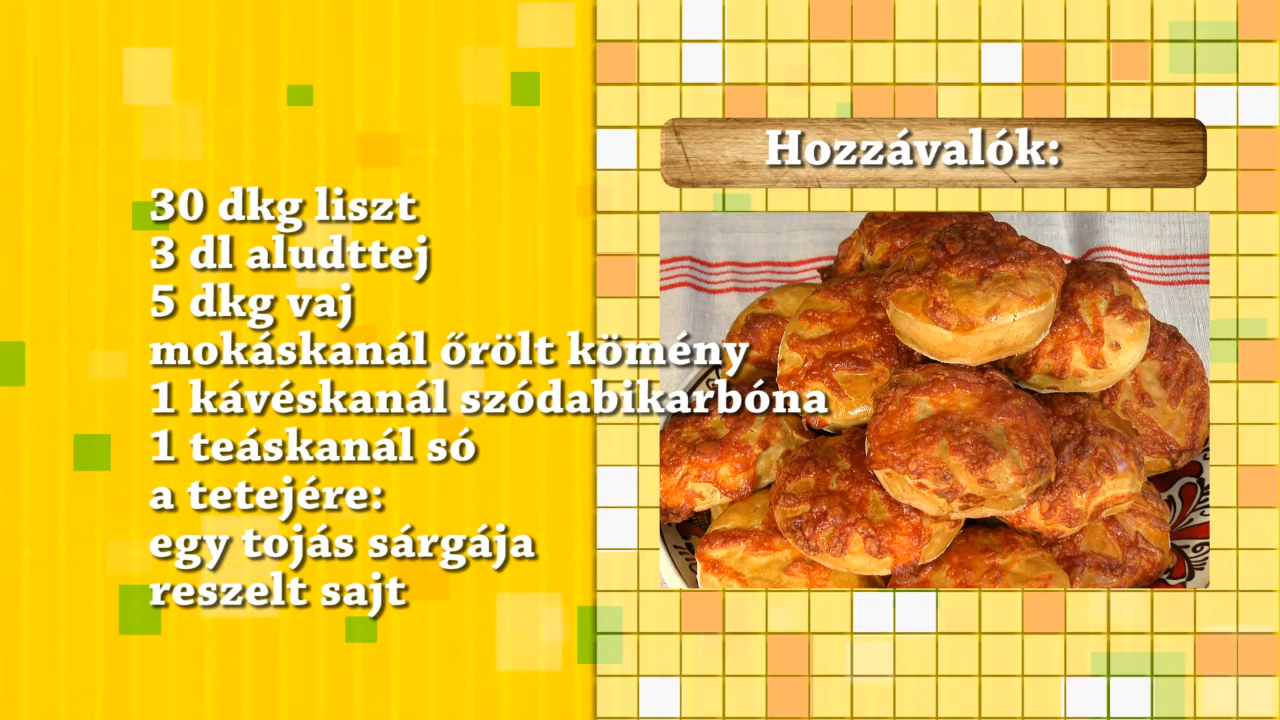 Hozzávalók:
30 dkg liszt
3 dl aludttej
5 dkg vaj
mokáskanál őrölt kömény
1 kávéskanál szódabikarbóna
1 teáskanál só
a tetejére:
egy tojás sárgája
reszelt sajt